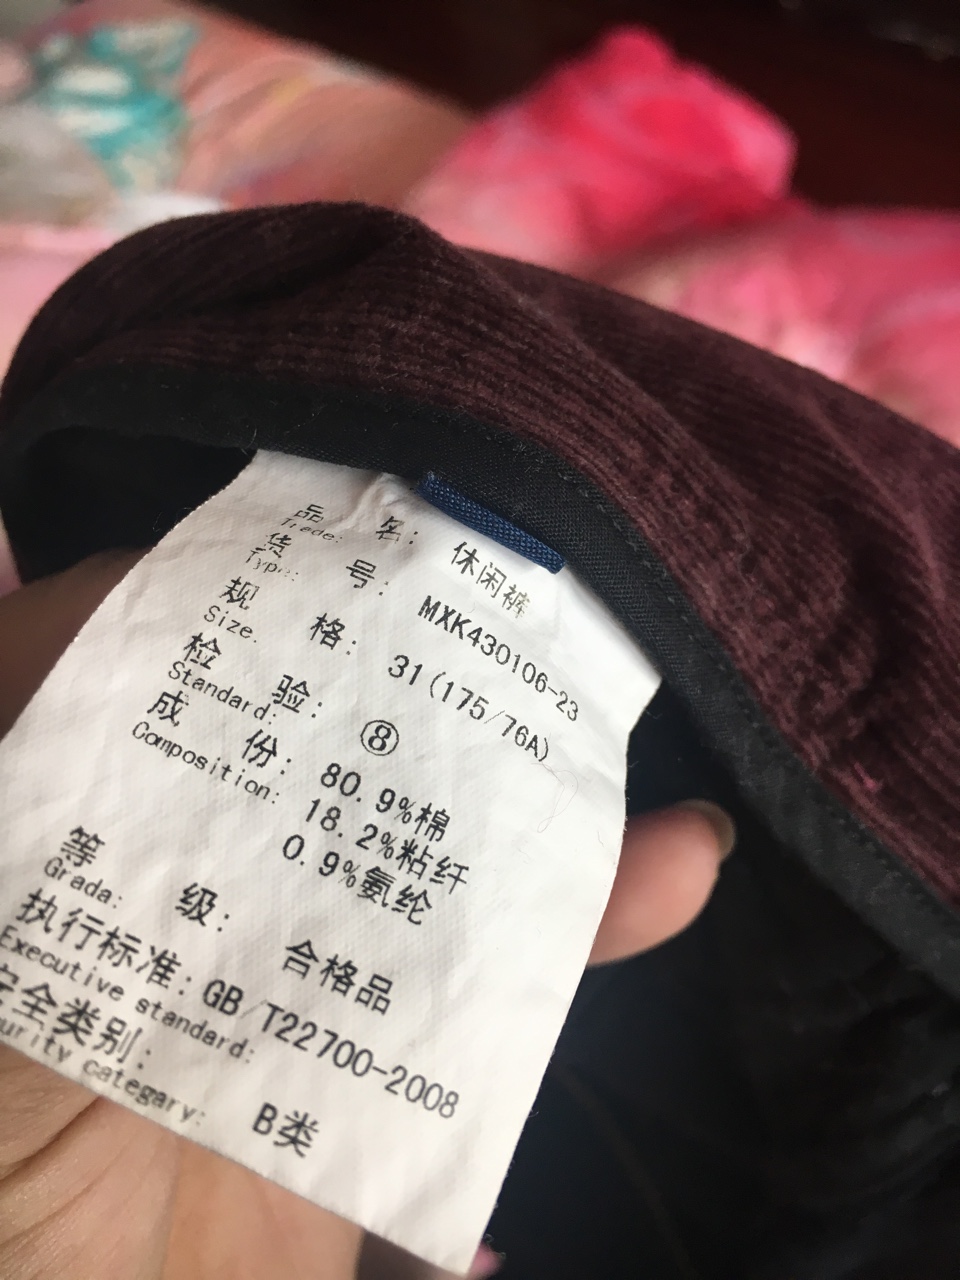 品 名: 休闲裤
Trade:
货 号: MXK430106-23
Type:
规 格: 31(175/76A)
Size.
检 验: ⑧
Standard:
成 份: 80.9%棉
Composition: 18.2%粘纤
0.9%氨纶
等 级: 合格品
Grada:
执行标准: GB/T22700-2008
Executive standard:
安全类别: B类
urity categary: